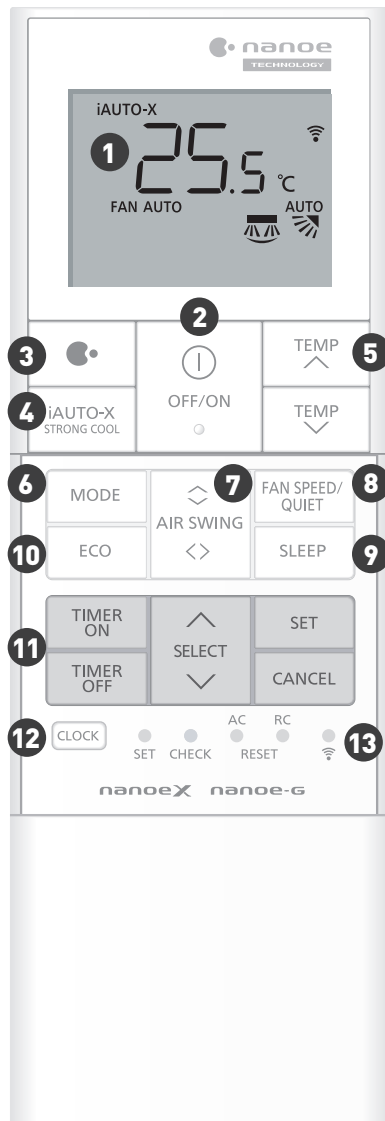 nanoe
TECHNOLOGY
iAUTO-X
1
25.5 °C
FAN AUTO
AUTO
2
3
OFF/ON
TEMP
5
4
iAUTO-X
STRONG COOL
TEMP
6
MODE
7
AIR SWING
FAN SPEED/
QUIET
8
10
ECO
SLEEP
9
11
TIMER
ON
SELECT
SET
TIMER
OFF
CANCEL
12
CLOCK
SET
CHECK
AC
RC
RESET
13
nanoeX nanoe-G